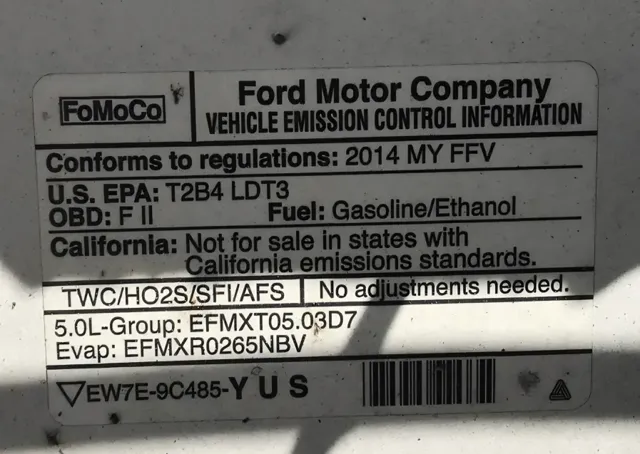 FoMoCo
Ford Motor Company
VEHICLE EMISSION CONTROL INFORMATION
Conforms to regulations: 2014 MY FFV
U.S. EPA: T2B4 LDT3
OBD: F II Fuel: Gasoline/Ethanol
California: Not for sale in states with
California emissions standards.
TWC/HO2S/SFI/AFS No adjustments needed.
5.0L-Group: EFMXT05.03D7
Evap: EFMXR0265NBV
EW7E-9C485-Y U S